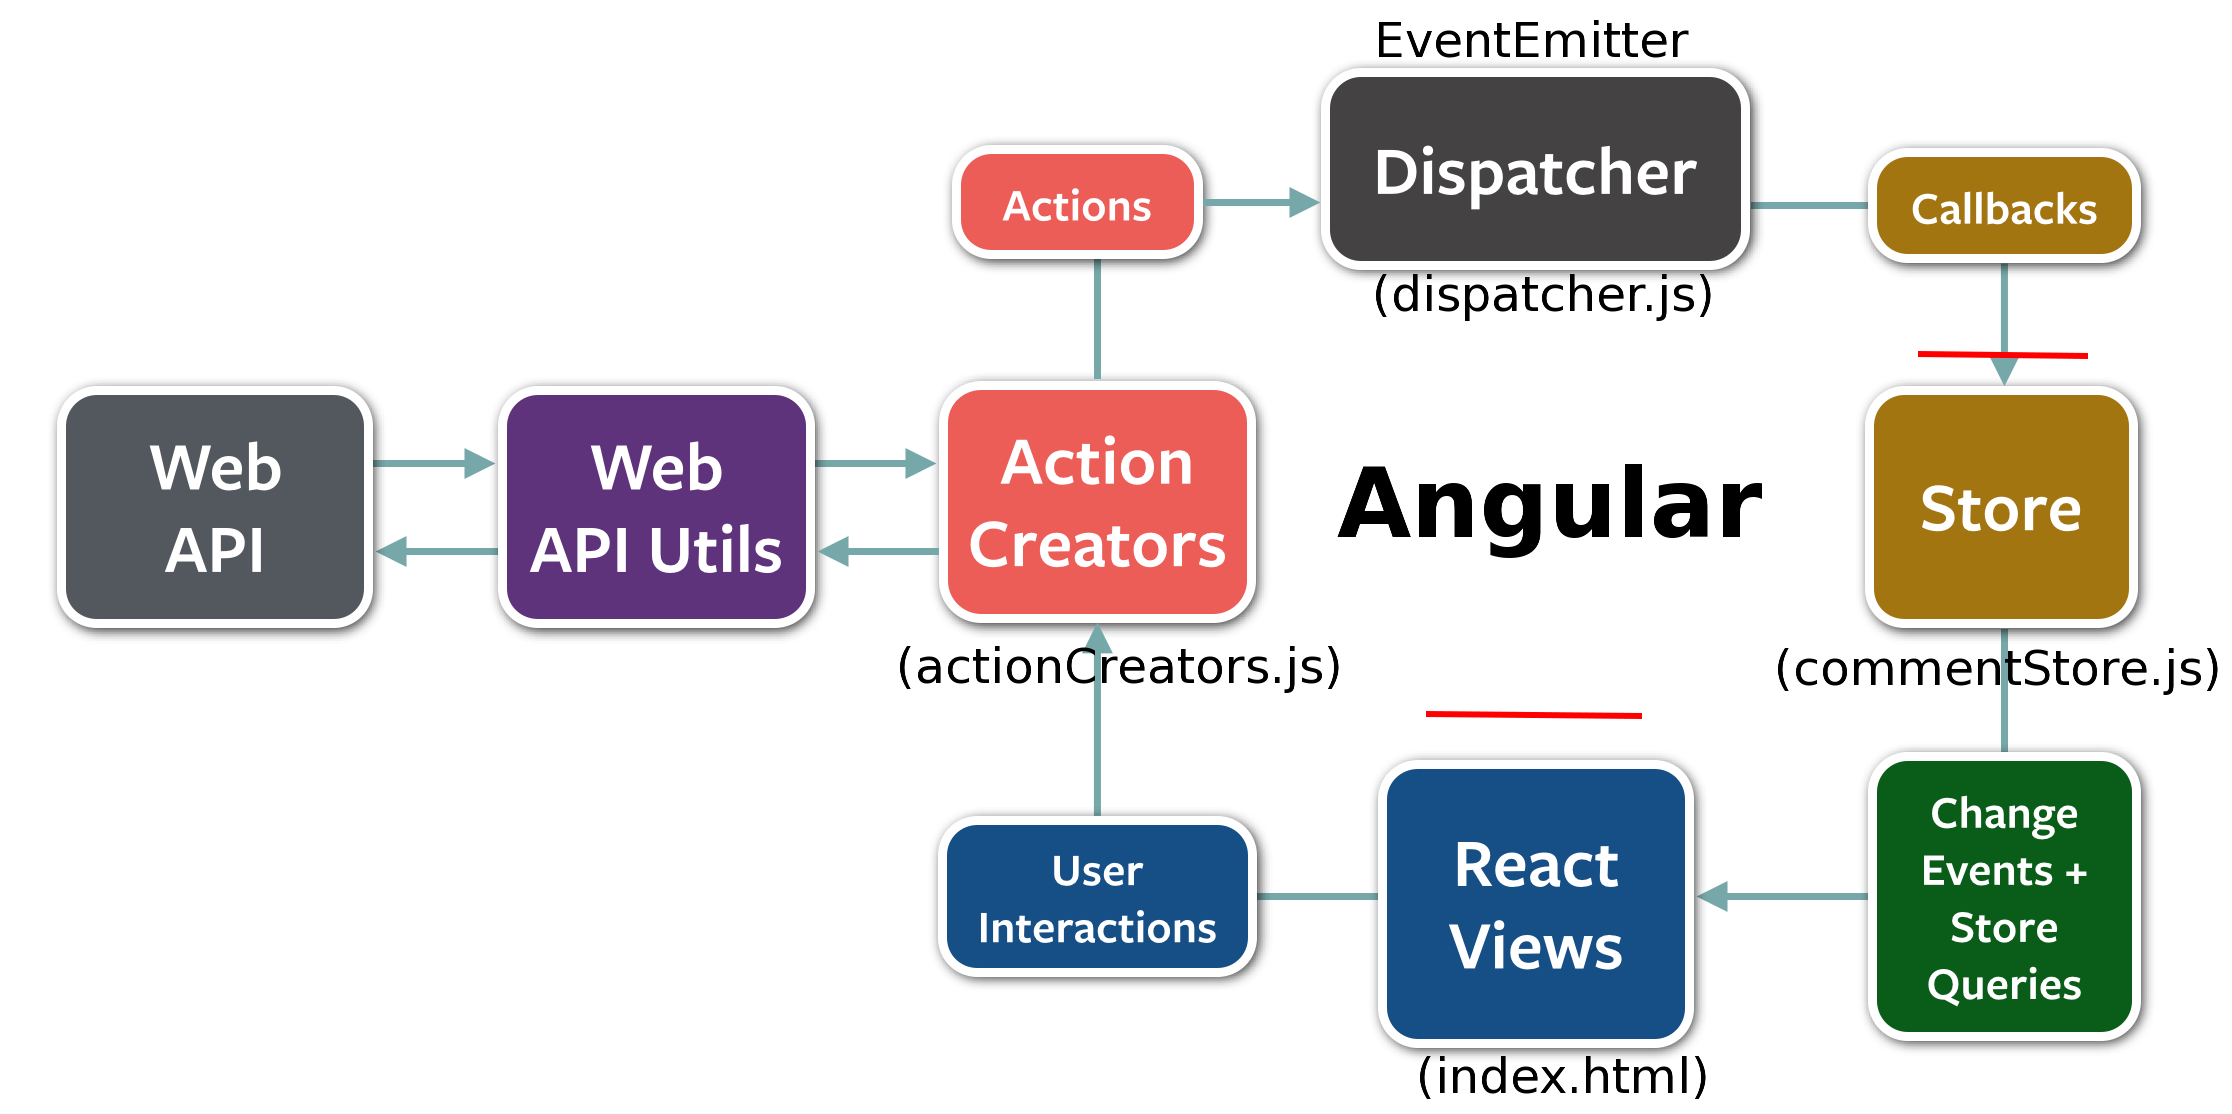 EventEmitter
Dispatcher
Actions
Callbacks
(dispatcher.js)
Web
API
Web
API Utils
Action
Creators
Angular
Store
(actionCreators.js)
(commentStore.js)
User
Interactions
React
Views
Change
Events +
Store
Queries
(index.html)